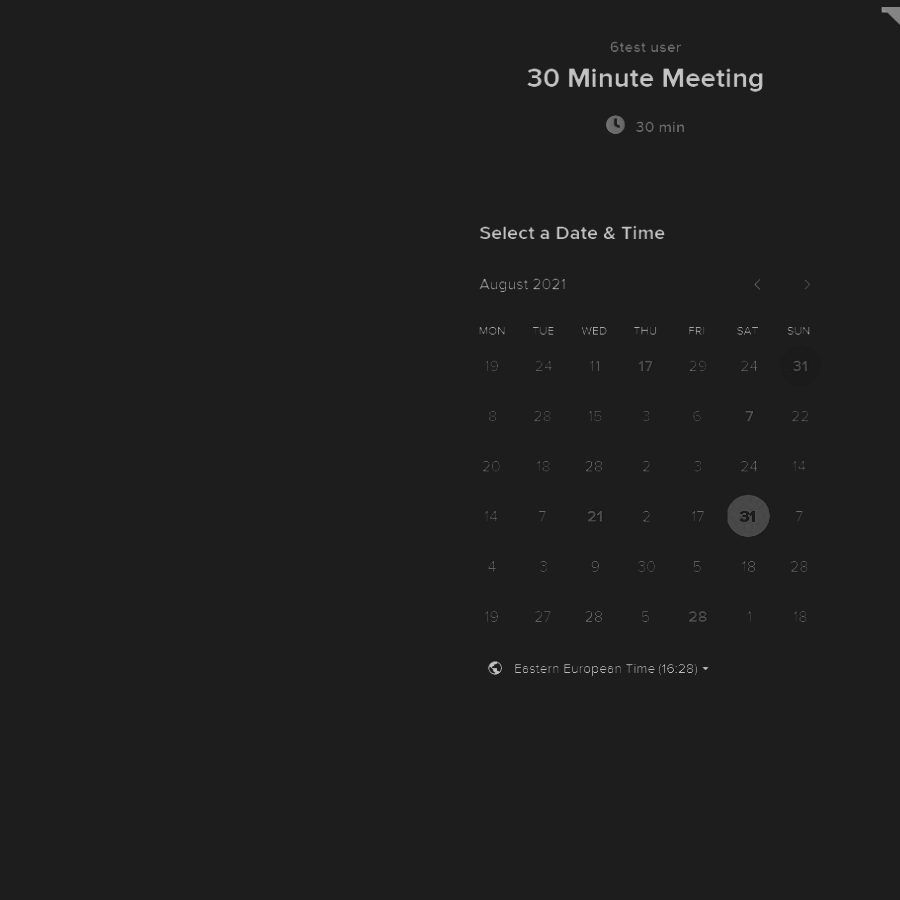 6test user
30 Minute Meeting
30 min
Select a Date & Time
August 2021
MON TUE WED THU FRI SAT SUN
19 24 11 17 29 24 31
8 28 15 3 6 7 22
20 18 28 2 3 24 14
14 7 21 2 17 31 7
4 3 9 30 5 18 28
19 27 28 5 28 1 18
Eastern European Time (16:28)